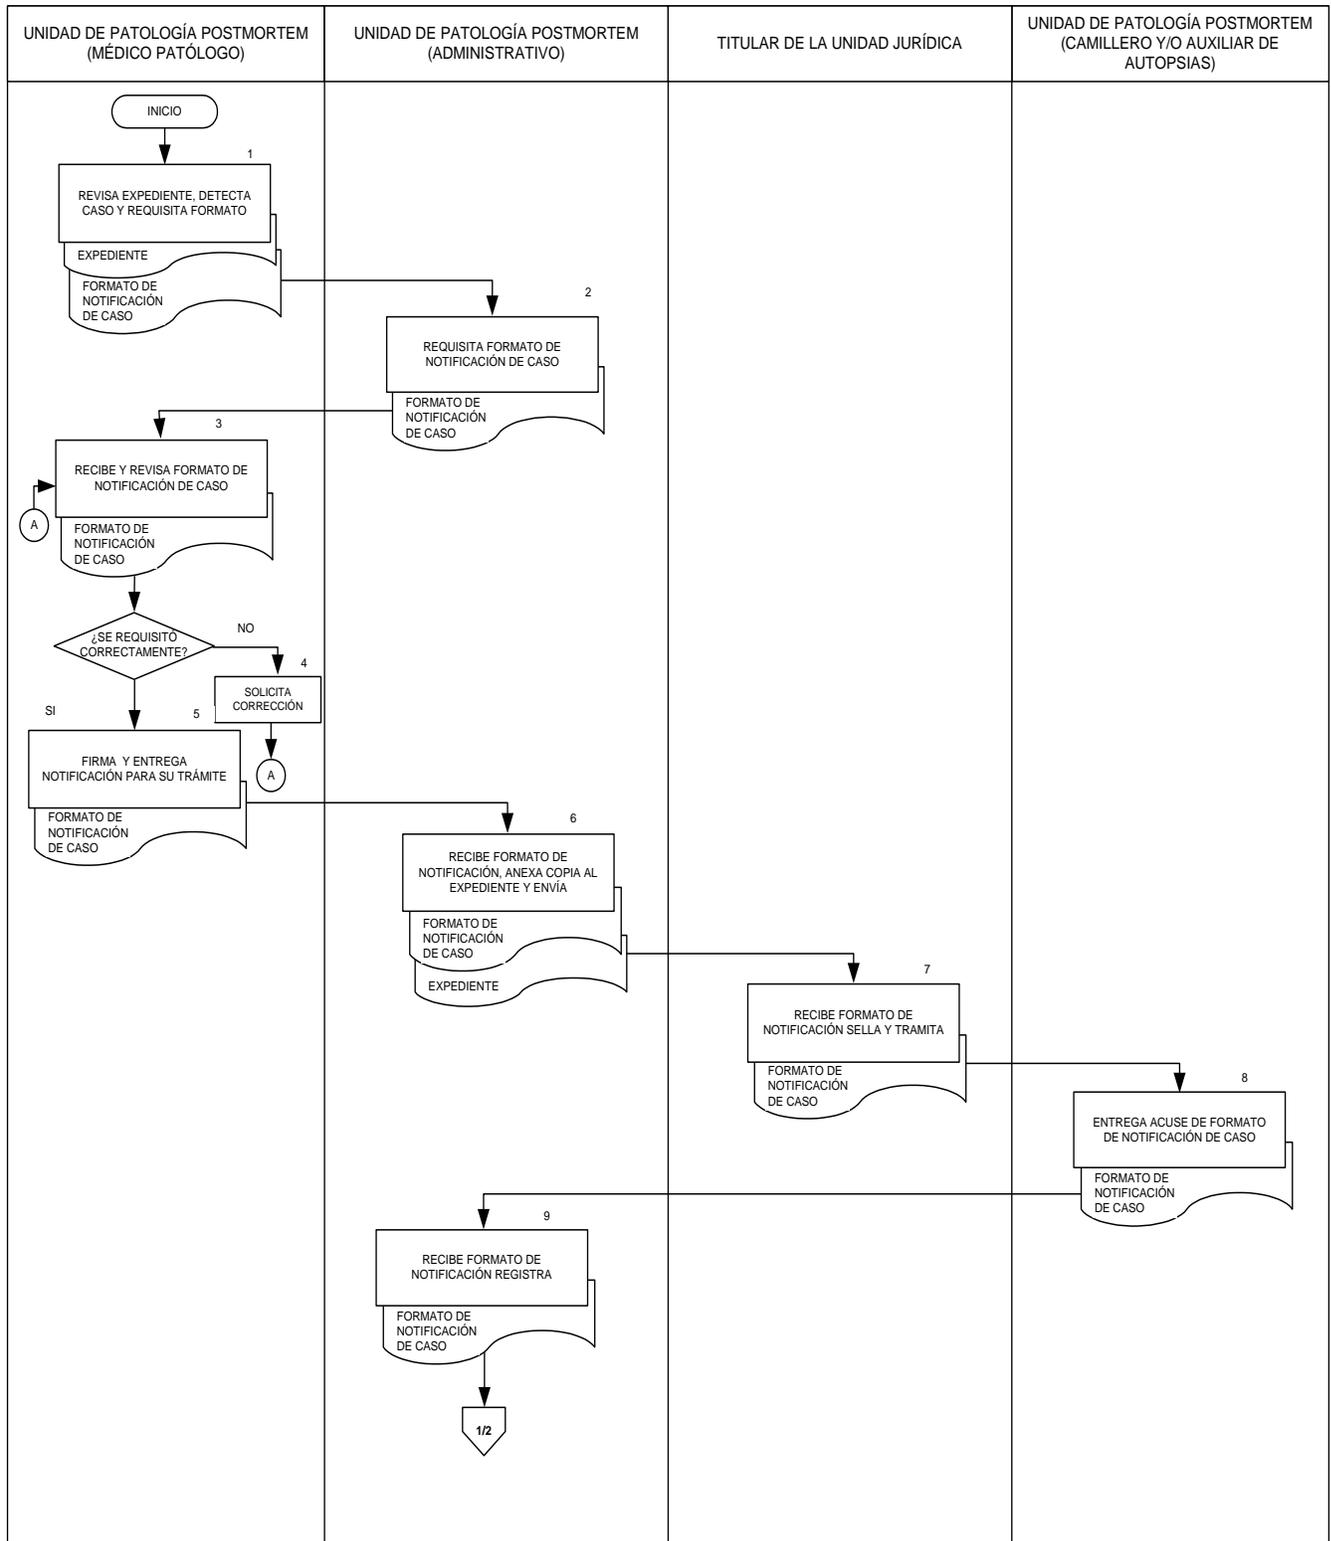 UNIDAD DE PATOLOGÍA POSTMORTEM
(MÉDICO PATÓLOGO)
UNIDAD DE PATOLOGÍA POSTMORTEM
(ADMINISTRATIVO)
TITULAR DE LA UNIDAD JURÍDICA
UNIDAD DE PATOLOGÍA POSTMORTEM
(CAMILLERO Y/O AUXILIAR DE
AUTOPSIAS)
INICIO
1
REVISA EXPEDIENTE, DETECTA
CASO Y REQUISITA FORMATO
EXPEDIENTE
FORMATO DE
NOTIFICACIÓN
DE CASO
2
REQUISITA FORMATO DE
NOTIFICACIÓN DE CASO
FORMATO DE
NOTIFICACIÓN
DE CASO
3
RECIBE Y REVISA FORMATO DE
NOTIFICACIÓN DE CASO
A
FORMATO DE
NOTIFICACIÓN
DE CASO
¿SE REQUISITÓ
CORRECTAMENTE?
NO
4
SOLICITA
CORRECCIÓN
A
SI
5
FIRMA  Y ENTREGA
NOTIFICACIÓN PARA SU TRÁMITE
FORMATO DE
NOTIFICACIÓN
DE CASO
6
RECIBE FORMATO DE
NOTIFICACIÓN, ANEXA COPIA AL
EXPEDIENTE Y ENVÍA
FORMATO DE
NOTIFICACIÓN
DE CASO
EXPEDIENTE
7
RECIBE FORMATO DE
NOTIFICACIÓN SELLA Y TRAMITA
FORMATO DE
NOTIFICACIÓN
DE CASO
8
ENTREGA ACUSE DE FORMATO
DE NOTIFICACIÓN DE CASO
FORMATO DE
NOTIFICACIÓN
DE CASO
9
RECIBE FORMATO DE
NOTIFICACIÓN REGISTRA
FORMATO DE
NOTIFICACIÓN
DE CASO
1/2